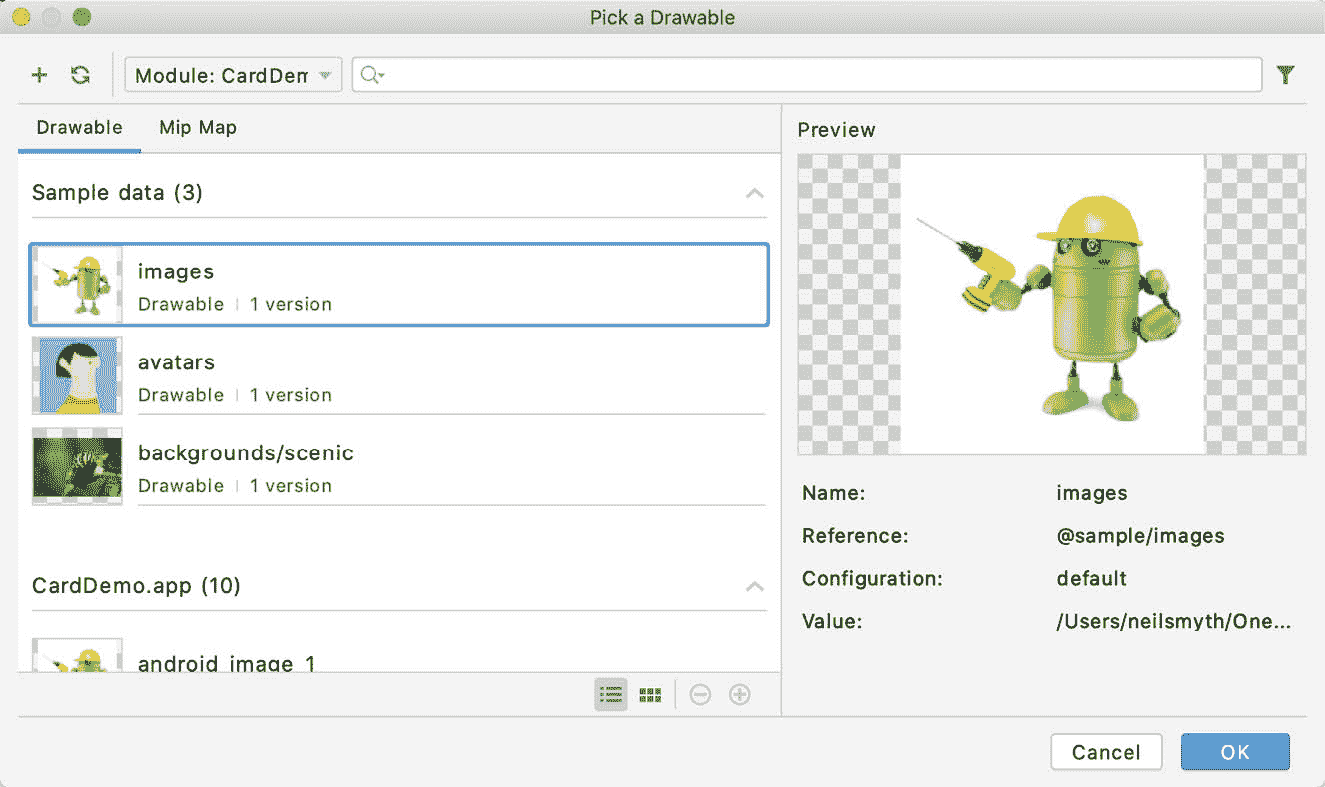 Pick a Drawable
Module: CardDem
Drawable Mip Map
Sample data (3)
images
Drawable | 1 version
avatars
Drawable | 1 version
backgrounds/scenic
Drawable | 1 version
CardDemo.app (10)
android_image_1
Preview
Name: images
Reference: @sample/images
Configuration: default
Value: /Users/neilsmyth/One...
Cancel OK